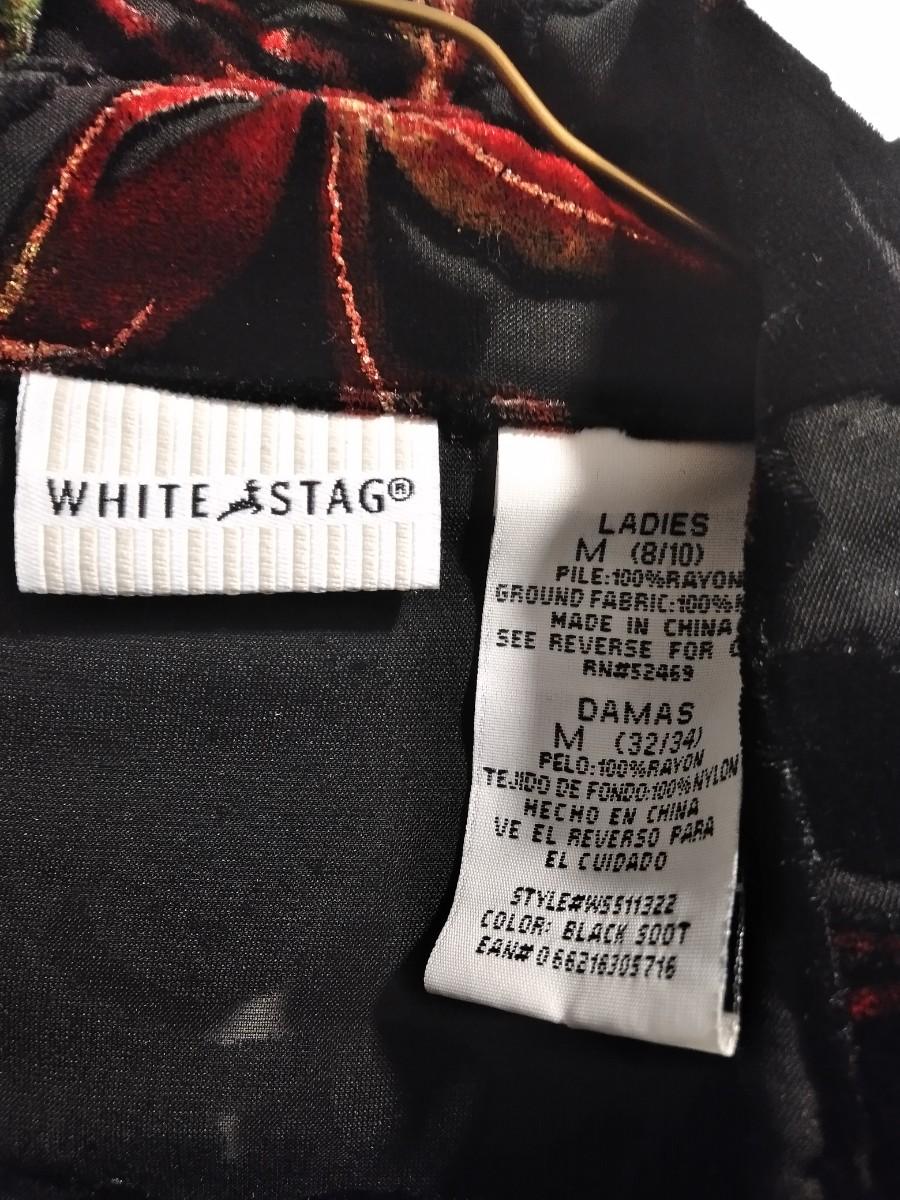 WHITE STAG®
LADIES
M (8/10)
PILE:100%RAYON
GROUND FABRIC:100%
MADE IN CHINA
SEE REVERSE FOR
RN#52469
DAMAS
M (32/34)
PELO:100%RAYON
TEJIDO DE FONDO:100%NYLON
HECHO EN CHINA
VE EL REVERSO PARA
EL CUIDADO
STYLE#WS511322
COLOR: BLACK SOOT
EAN# 066216305716